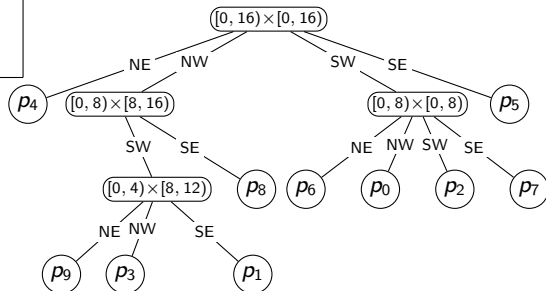 [0, 16)×[0, 16)
NE NW SW SE
p4 [0, 8)×[8, 16) [0, 8)×[0, 8) p5
SW SE NE NW SW SE
[0, 4)×[8, 12) p8 p6 p0 p2 p7
NE NW SE
p9 p3 p1